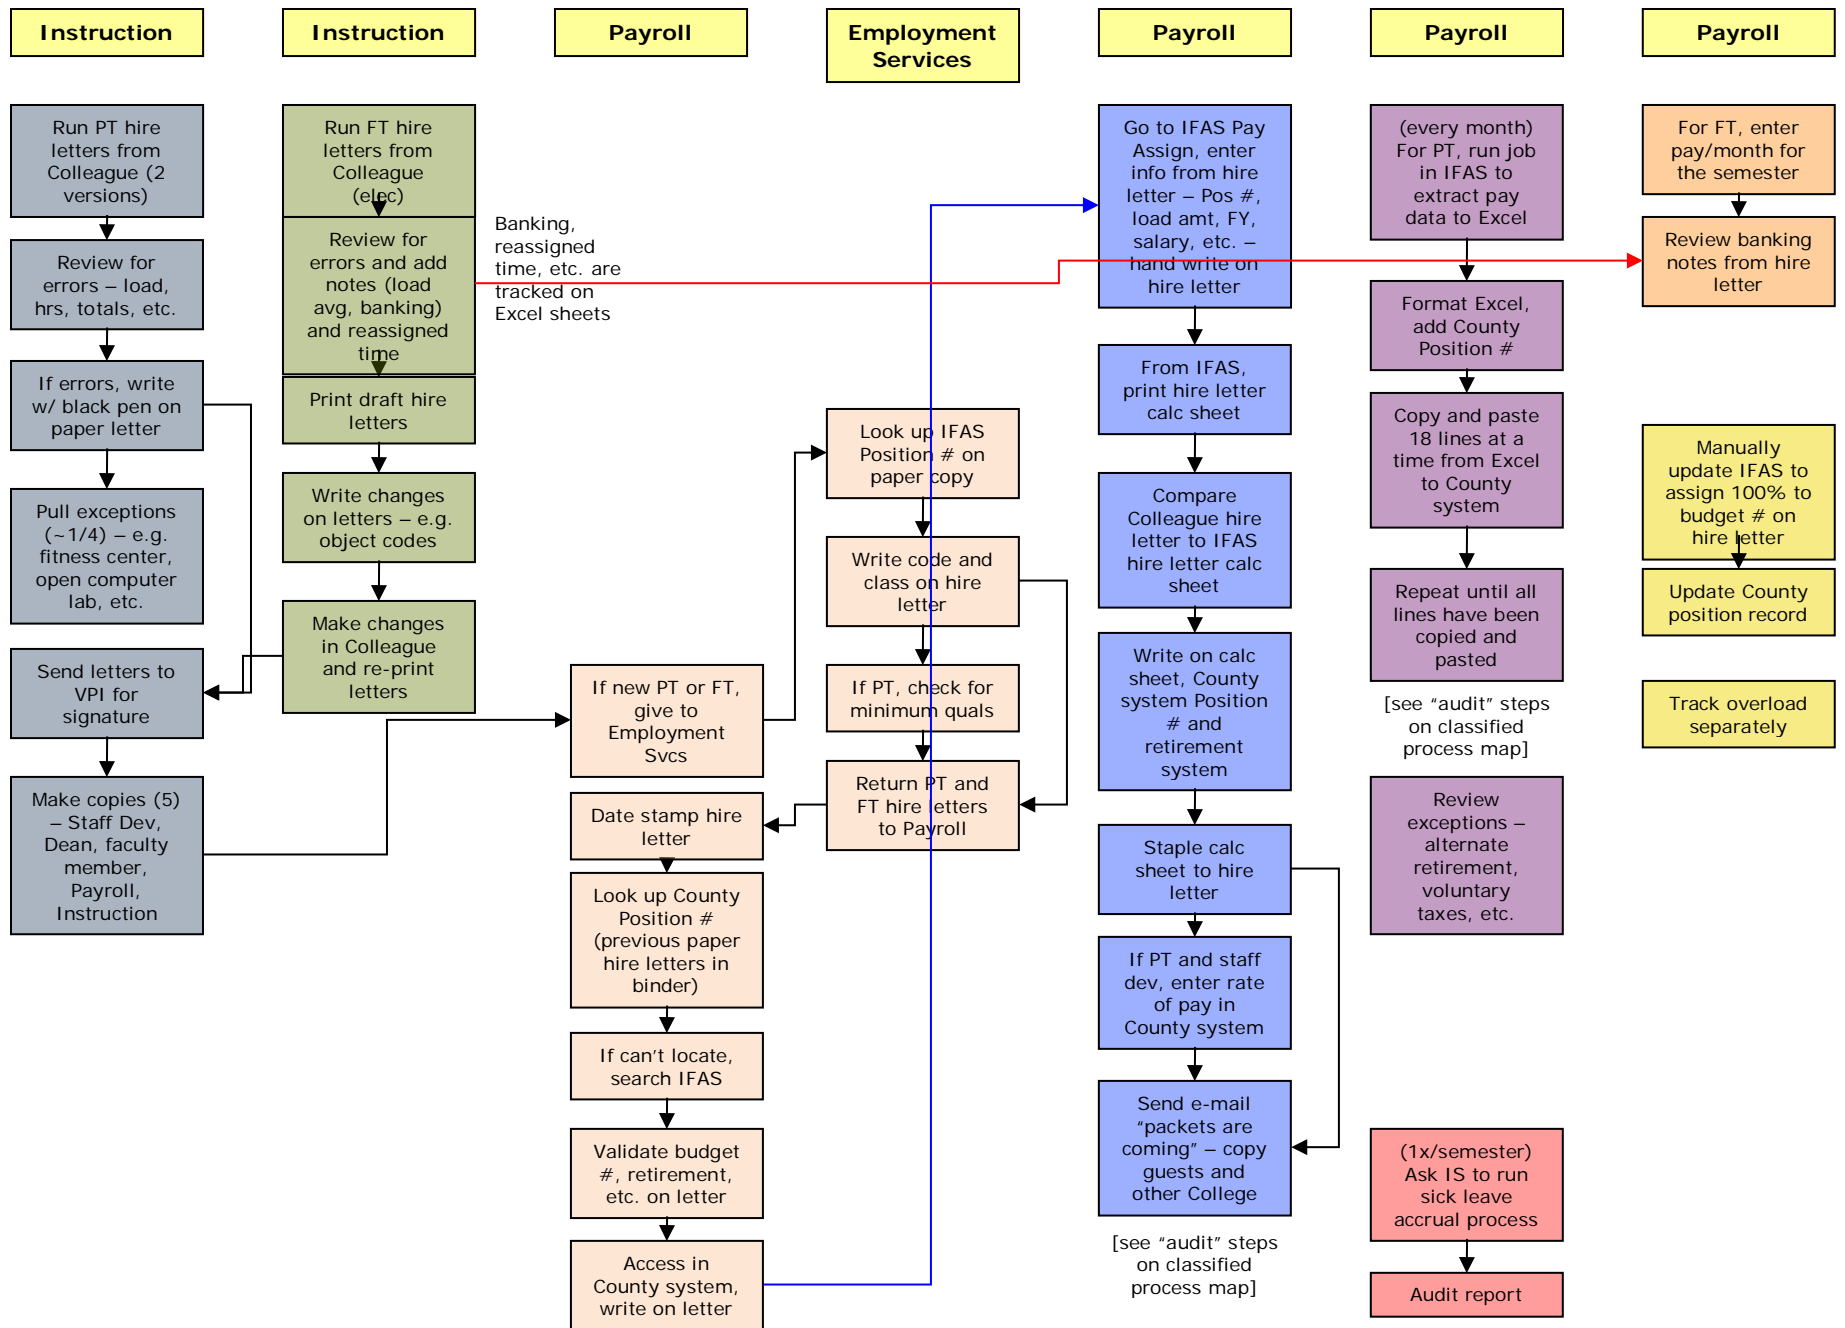 Instruction
Run PT hire
letters from
Colleague (2
versions)
Review for
errors – load,
hrs, totals, etc.
If errors, write
w/ black pen on
paper letter
Pull exceptions
(~1/4) – e.g.
fitness center,
open computer
lab, etc.
Send letters to
VPI for
signature
Make copies (5)
– Staff Dev,
Dean, faculty
member,
Payroll,
Instruction
Instruction
Run FT hire
letters from
Colleague
(elec)
Review for
errors and add
notes (load
avg, banking)
and reassigned
time
Print draft hire
letters
Write changes
on letters – e.g.
object codes
Make changes
in Colleague
and re-print
letters
Banking,
reassigned
time, etc. are
tracked on
Excel sheets
Payroll
If new PT or FT,
give to
Employment
Svcs
Date stamp hire
letter
Look up County
Position #
(previous paper
hire letters in
binder)
If can't locate,
search IFAS
Validate budget
#, retirement,
etc. on letter
Access in
County system,
write on letter
Employment
Services
Look up IFAS
Position # on
paper copy
Write code and
class on hire
letter
If PT, check for
minimum quals
Return PT and
FT hire letters
to Payroll
Payroll
Go to IFAS Pay
Assign, enter
info from hire
letter – Pos #,
load amt, FY,
salary, etc. –
hand write on
hire letter
From IFAS,
print hire letter
calc sheet
Compare
Colleague hire
letter to IFAS
hire letter calc
sheet
Write on calc
sheet, County
system Position
# and
retirement
system
Staple calc
sheet to hire
letter
If PT and staff
dev, enter rate
of pay in
County system
Send e-mail
“packets are
coming” – copy
guests and
other College
[see “audit” steps
on classified
process map]
Payroll
(every month)
For PT, run job
in IFAS to
extract pay
data to Excel
Format Excel,
add County
Position #
Copy and paste
18 lines at a
time from Excel
to County
system
Repeat until all
lines have been
copied and
pasted
[see “audit” steps
on classified
process map]
Review
exceptions –
alternate
retirement,
voluntary
taxes, etc.
(1x/semester)
Ask IS to run
sick leave
accrual process
Audit report
Payroll
For FT, enter
pay/month for
the semester
Review banking
notes from hire
letter
Manually
update IFAS to
assign 100% to
budget # on
hire letter
Update County
position record
Track overload
separately